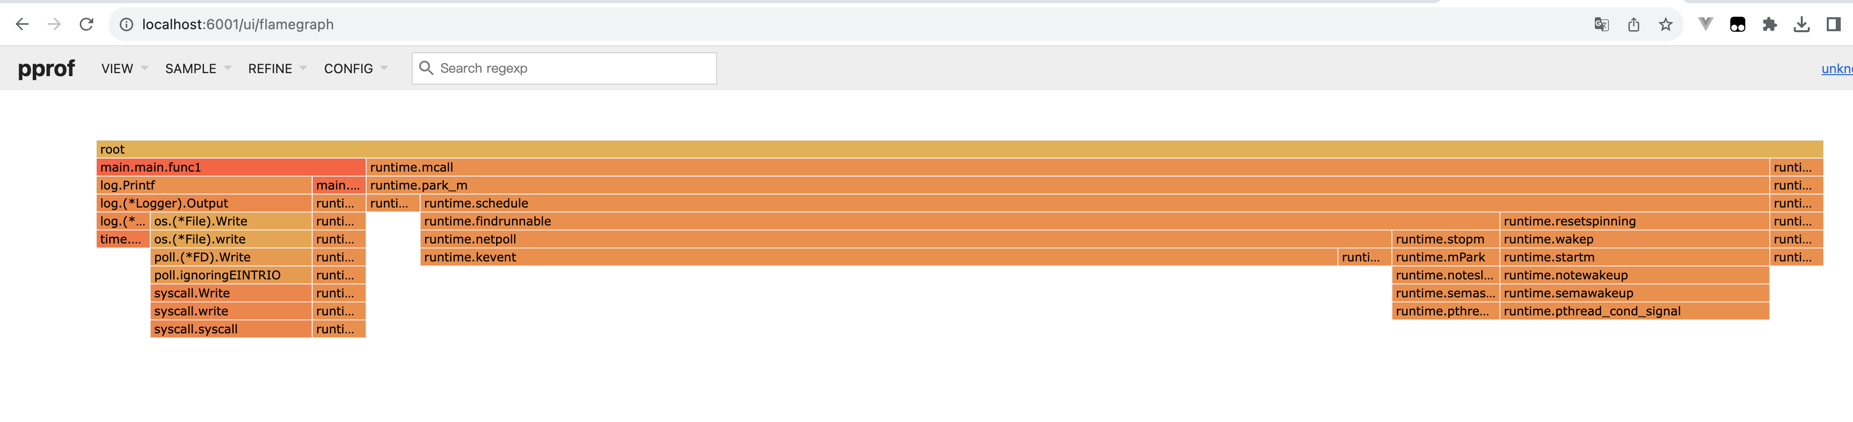 localhost:6001/ui/flamegraph
pprof VIEW SAMPLE REFINE CONFIG Search regexp unkn
root
main.main.func1 runtime.mcall runti...
log.Printf main.... runtime.park_m runti...
log.(*Logger).Output runti... runti... runtime.schedule runti...
log.(*... os.(*File).Write runti... runtime.findrunnable runtime.resetspinning runti...
time.... os.(*File).write runti... runtime.netpoll runtime.stopm runtime.wakep runti...
poll.(*FD).Write runti... runtime.kevent runti... runtime.mPark runtime.startm runti...
poll.ignoringEINTRIO runti... runtime.notesl... runtime.notewakeup
syscall.Write runti... runtime.semas... runtime.semawakeup
syscall.write runti... runtime.pthre... runtime.pthread_cond_signal
syscall.syscall runti...